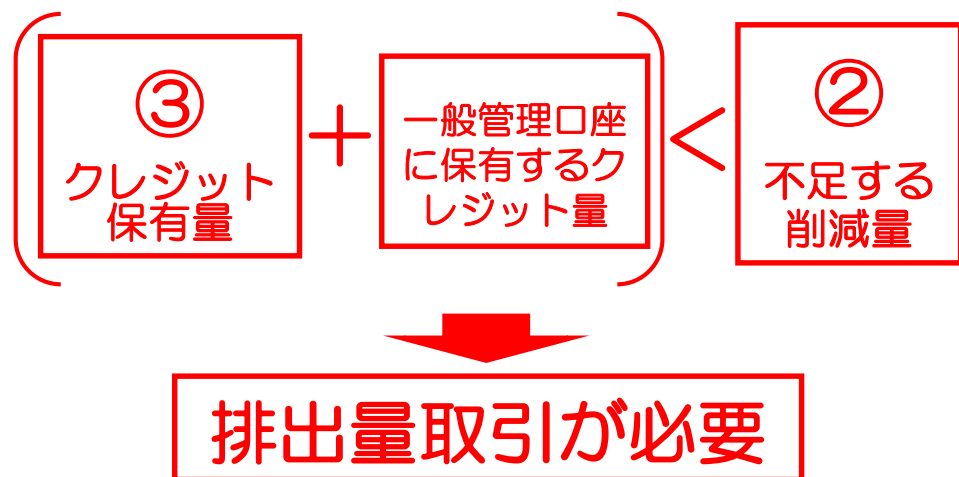 ③
クレジット
保有量
＋
一般管理口座
に保有するク
レジット量
＜
②
不足する
削減量
排出量取引が必要